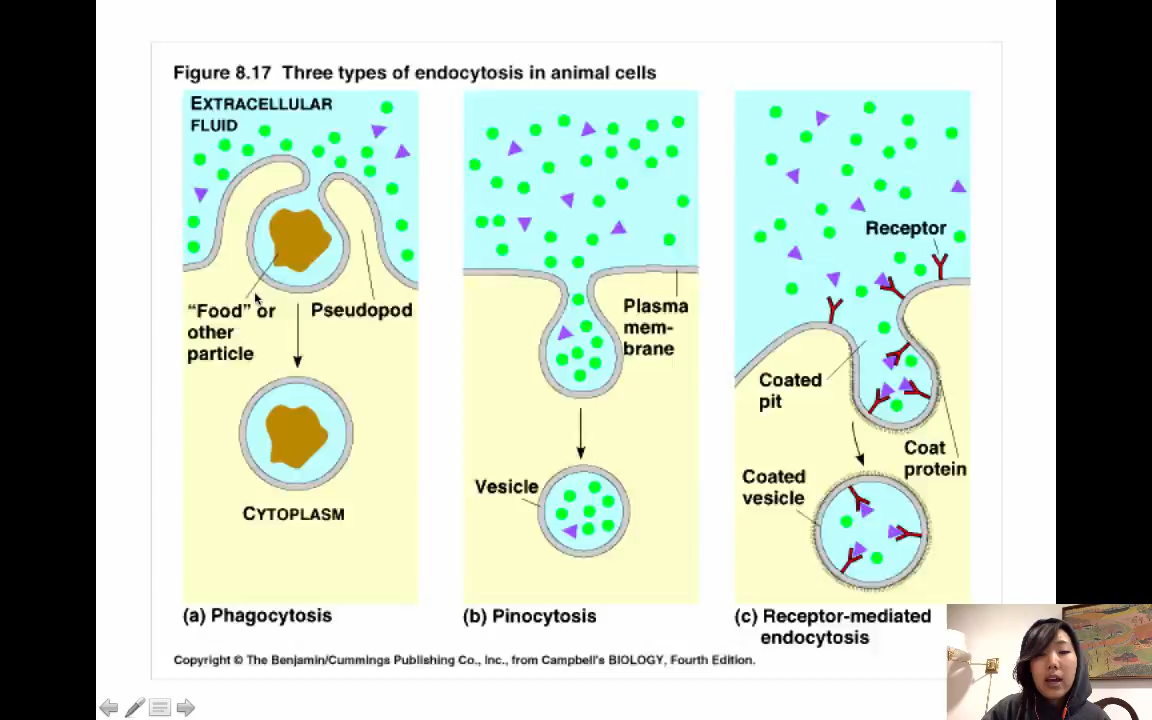 Figure 8.17 Three types of endocytosis in animal cells
EXTRACELLULAR
FLUID
"Food" or
other
particle
Pseudopod
CYTOPLASM
(a) Phagocytosis
Plasma
mem-
brane
Vesicle
(b) Pinocytosis
Receptor
Coated
pit
Coat
protein
Coated
vesicle
(c) Receptor-mediated
endocytosis
Copyright © The Benjamin/Cummings Publishing Co., Inc., from Campbell's BIOLOGY, Fourth Edition.